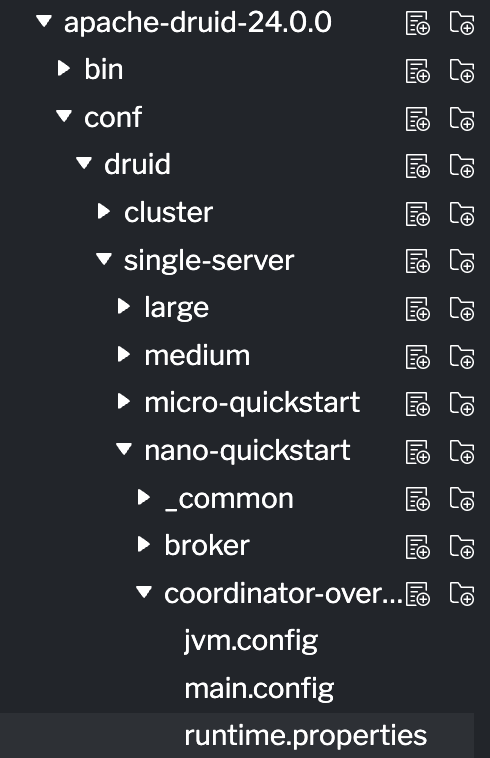 apache-druid-24.0.0
bin
conf
druid
cluster
single-server
large
medium
micro-quickstart
nano-quickstart
_common
broker
coordinator-over...
jvm.config
main.config
runtime.properties